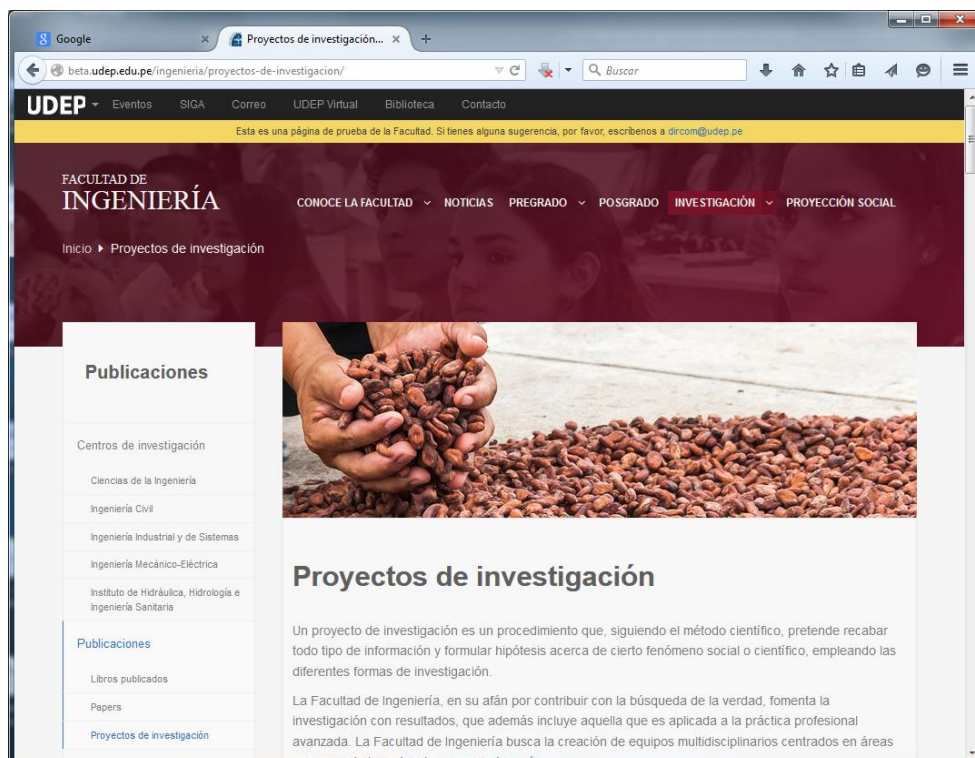 Google
Proyectos de investigación...
beta.udep.edu.pe/ingenieria/proyectos-de-investigacion/
Buscar
UDEP Eventos SIGA Correo UDEP Virtual Biblioteca Contacto
Esta es una página de prueba de la Facultad. Si tienes alguna sugerencia, por favor, escríbenos a dircom@udep.pe
FACULTAD DE
INGENIERÍA
CONOCE LA FACULTAD NOTICIAS PREGRADO POSGRADO INVESTIGACIÓN PROYECCIÓN SOCIAL
Inicio Proyectos de investigación
Publicaciones
Centros de investigación
Ciencias de la Ingeniería
Ingeniería Civil
Ingeniería Industrial y de Sistemas
Ingeniería Mecánico-Eléctrica
Instituto de Hidráulica, Hidrología e
Ingeniería Sanitaria
Publicaciones
Libros publicados
Papers
Proyectos de investigación
Proyectos de investigación
Un proyecto de investigación es un procedimiento que, siguiendo el método científico, pretende recabar
todo tipo de información y formular hipótesis acerca de cierto fenómeno social o científico, empleando las
diferentes formas de investigación.
La Facultad de Ingeniería, en su afán por contribuir con la búsqueda de la verdad, fomenta la
investigación con resultados, que además incluye aquella que es aplicada a la práctica profesional
avanzada. La Facultad de Ingeniería busca la creación de equipos multidisciplinarios centrados en áreas